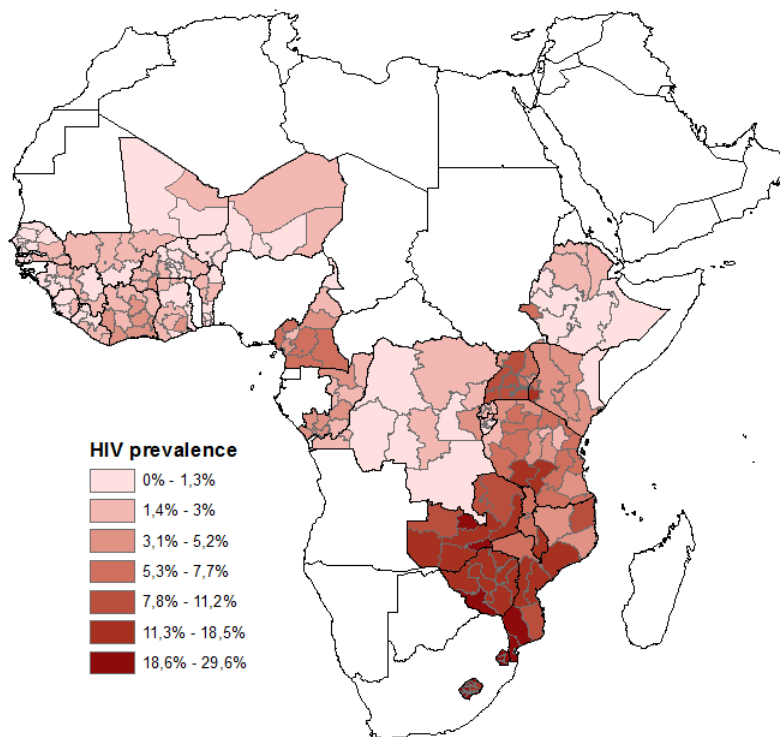 HIV prevalence
0% - 1,3%
1,4% - 3%
3,1% - 5,2%
5,3% - 7,7%
7,8% - 11,2%
11,3% - 18,5%
18,6% - 29,6%